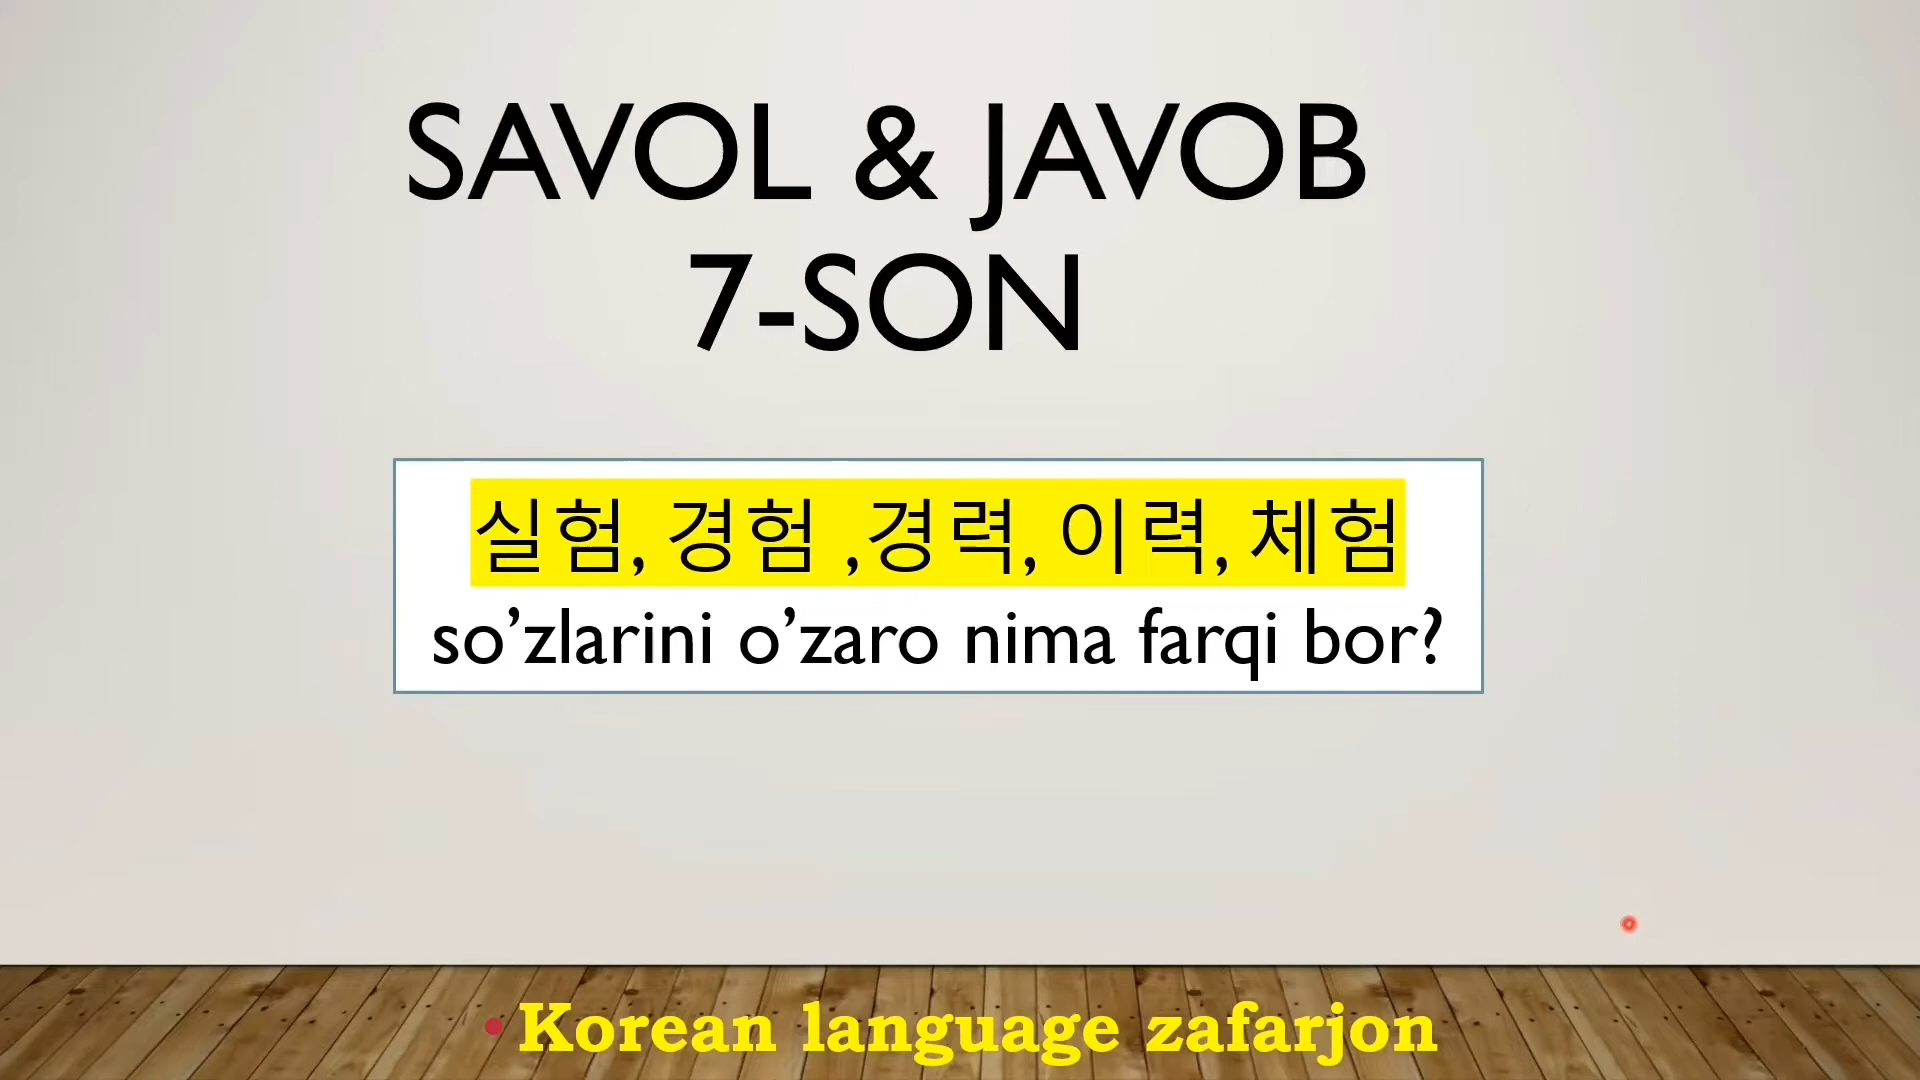 SAVOL & JAVOB
7-SON
실험, 경험 ,경력, 이력, 체험
so’zlarini o’zaro nima farqi bor?
• Korean language zafarjon